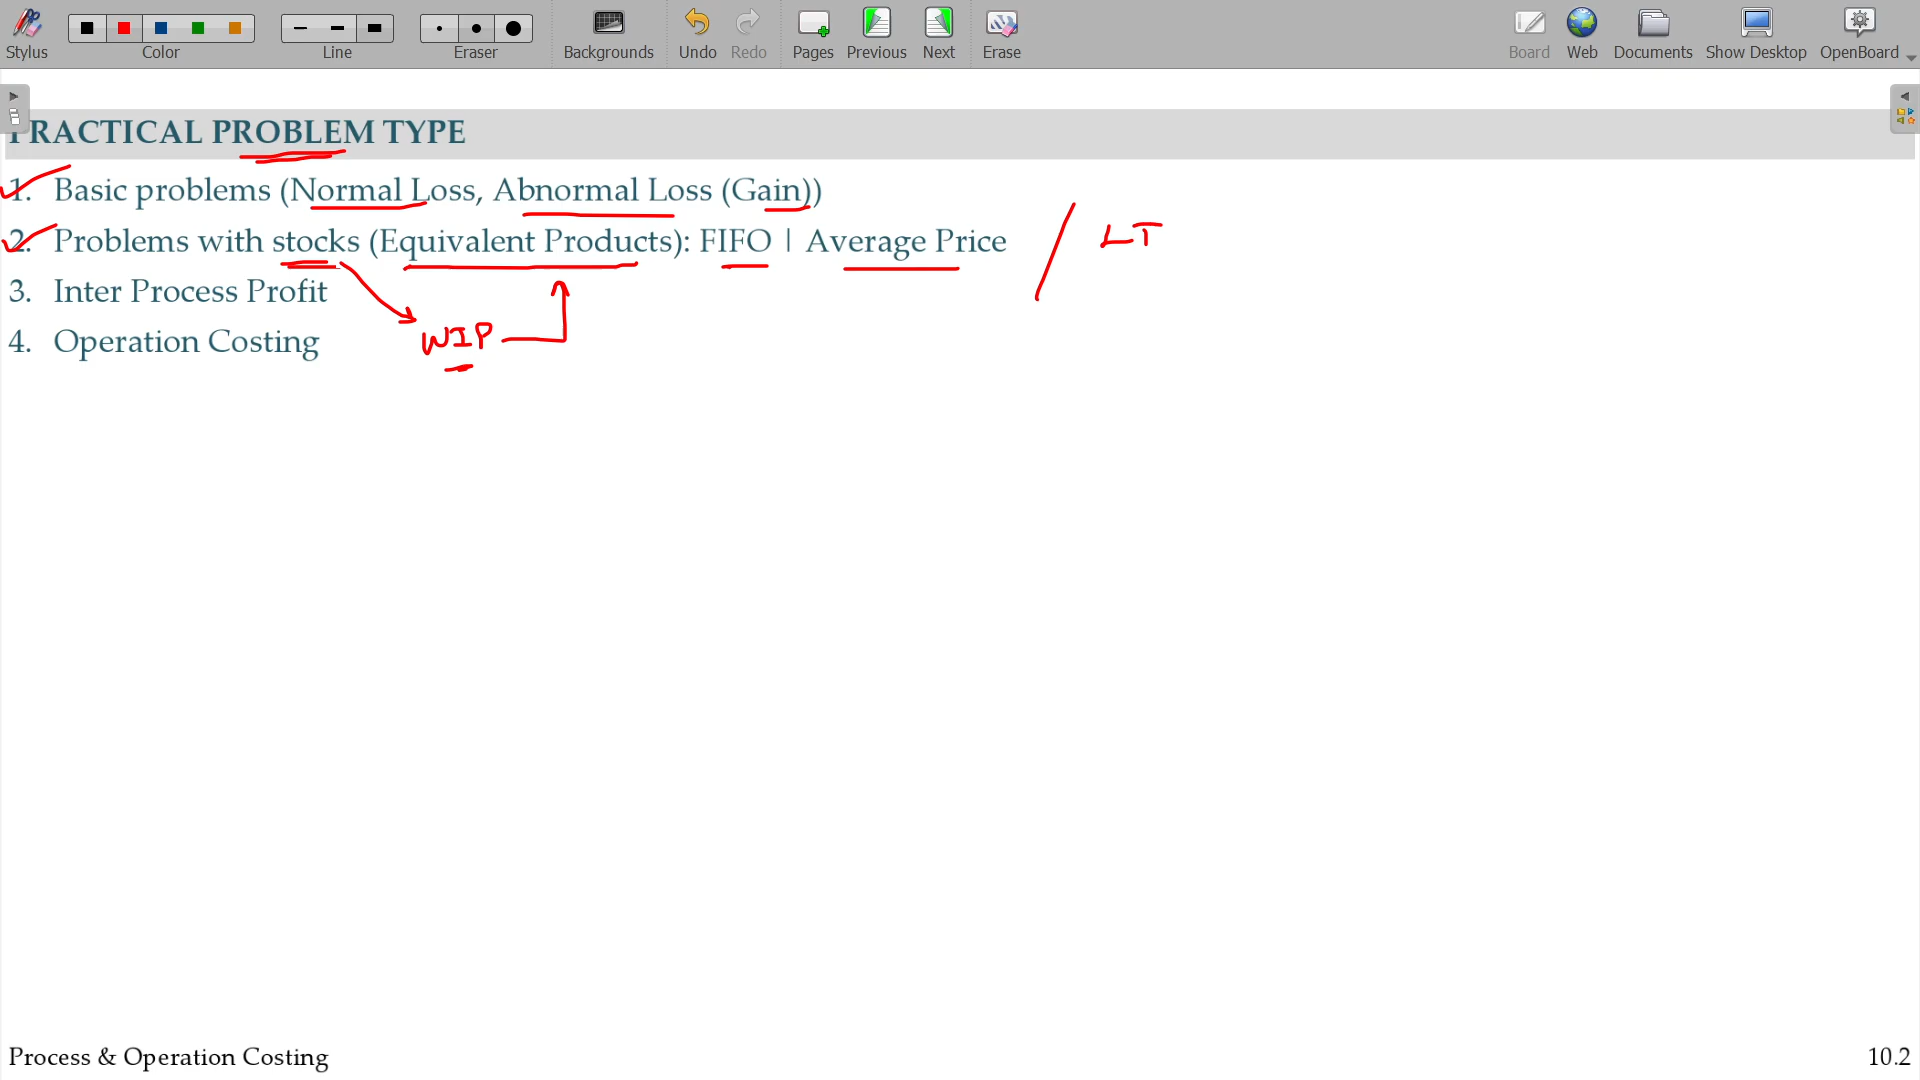 Stylus
Color
Line
Eraser
Backgrounds
Undo
Redo
Pages
Previous
Next
Erase
Board
Web
Documents
Show Desktop
OpenBoard
PRACTICAL PROBLEM TYPE
1. Basic problems (Normal Loss, Abnormal Loss (Gain))
2. Problems with stocks (Equivalent Products): FIFO | Average Price / LT
3. Inter Process Profit
4. Operation Costing
WIP
Process & Operation Costing
10.2